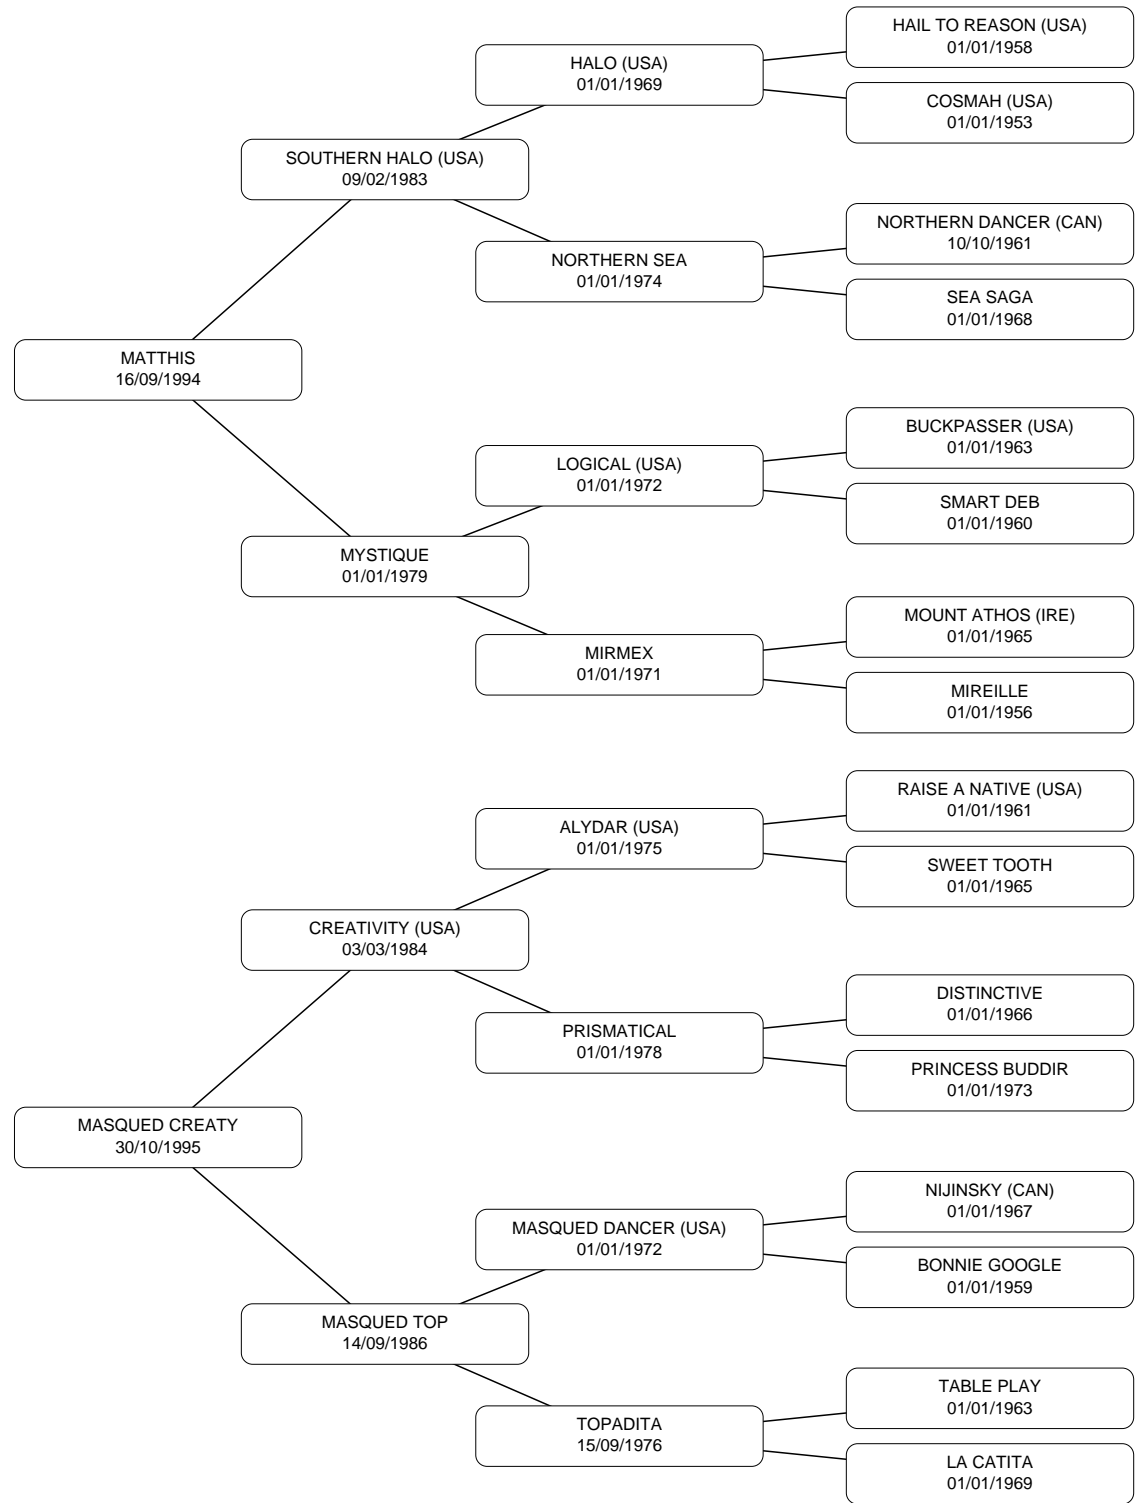 HAIL TO REASON (USA)
01/01/1958
HALO (USA)
01/01/1969
COSMAH (USA)
01/01/1953
SOUTHERN HALO (USA)
09/02/1983
NORTHERN DANCER (CAN)
10/10/1961
NORTHERN SEA
01/01/1974
SEA SAGA
01/01/1968
MATTHIS
16/09/1994
BUCKPASSER (USA)
01/01/1963
LOGICAL (USA)
01/01/1972
SMART DEB
01/01/1960
MYSTIQUE
01/01/1979
MOUNT ATHOS (IRE)
01/01/1965
MIRMEX
01/01/1971
MIREILLE
01/01/1956
RAISE A NATIVE (USA)
01/01/1961
ALYDAR (USA)
01/01/1975
SWEET TOOTH
01/01/1965
CREATIVITY (USA)
03/03/1984
DISTINCTIVE
01/01/1966
PRISMATICAL
01/01/1978
PRINCESS BUDDIR
01/01/1973
MASQUED CREATY
30/10/1995
NIJINSKY (CAN)
01/01/1967
MASQUED DANCER (USA)
01/01/1972
BONNIE GOOGLE
01/01/1959
MASQUED TOP
14/09/1986
TABLE PLAY
01/01/1963
TOPADITA
15/09/1976
LA CATITA
01/01/1969